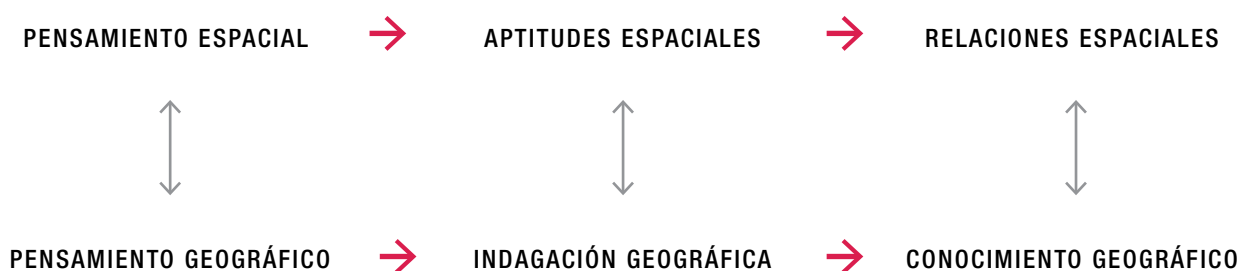 PENSAMIENTO ESPACIAL → APTITUDES ESPACIALES → RELACIONES ESPACIALES
PENSAMIENTO GEOGRÁFICO → INDAGACIÓN GEOGRÁFICA → CONOCIMIENTO GEOGRÁFICO